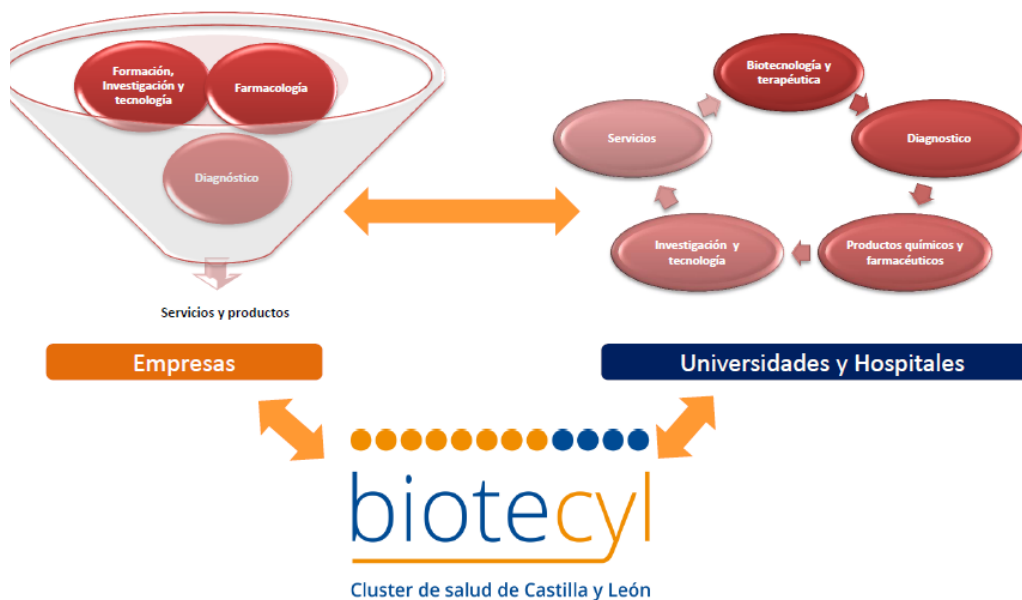 Formación,
Investigación y
tecnología
Farmacología
Diagnóstico
Servicios y productos
Empresas
Biotecnología y
terapéutica
Diagnostico
Productos químicos y
farmacéuticos
Investigación y
tecnología
Servicios
Universidades y Hospitales
biotecyl
Cluster de salud de Castilla y León